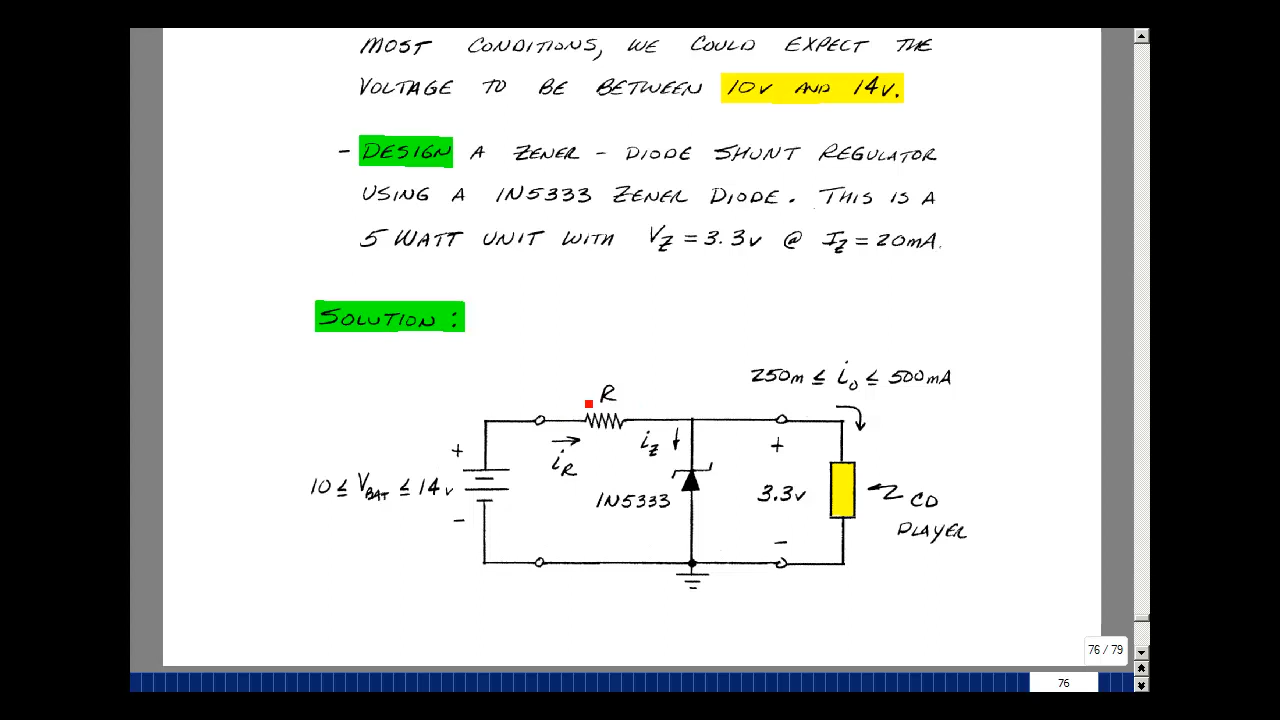 MOST CONDITIONS, WE COULD EXPECT THE
VOLTAGE TO BE BETWEEN 10V AND 14V.
- DESIGN A ZENER - DIODE SHUNT REGULATOR
USING A 1N5333 ZENER DIODE. THIS IS A
5 WATT UNIT WITH VZ = 3.3V @ IZ = 20mA.
SOLUTION:
250m ≤ io ≤ 500mA
R
+
iZ
+
iR
10 ≤ VBAT ≤ 14V
1N5333
3.3V
CD
PLAYER
-
-
76 / 79
76